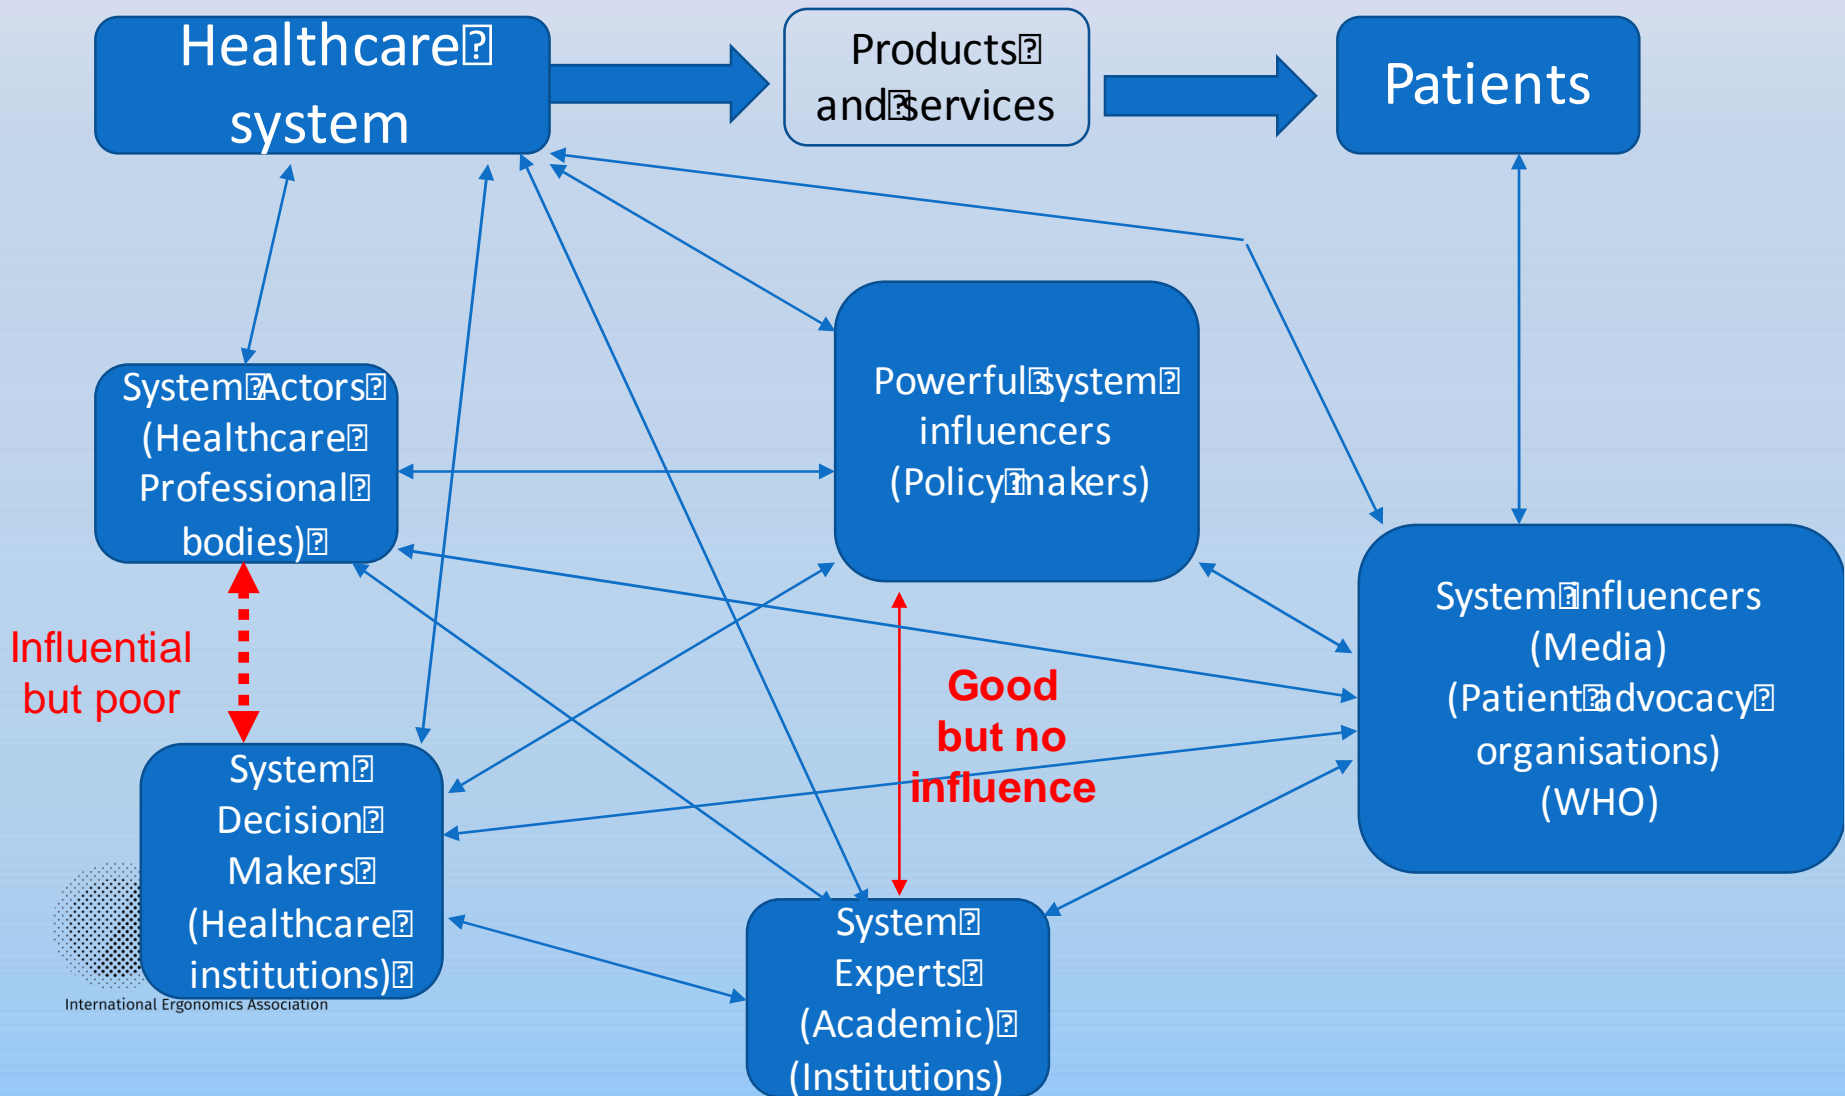 Healthcare
system
Products
and services
Patients
System Actors
(Healthcare
Professional
bodies)
Powerful system
influencers
(Policy makers)
System influencers
(Media)
(Patient advocacy
organisations)
(WHO)
Influential
but poor
Good
but no
influence
System
Decision
Makers
(Healthcare
institutions)
System
Experts
(Academic)
(Institutions)
International Ergonomics Association